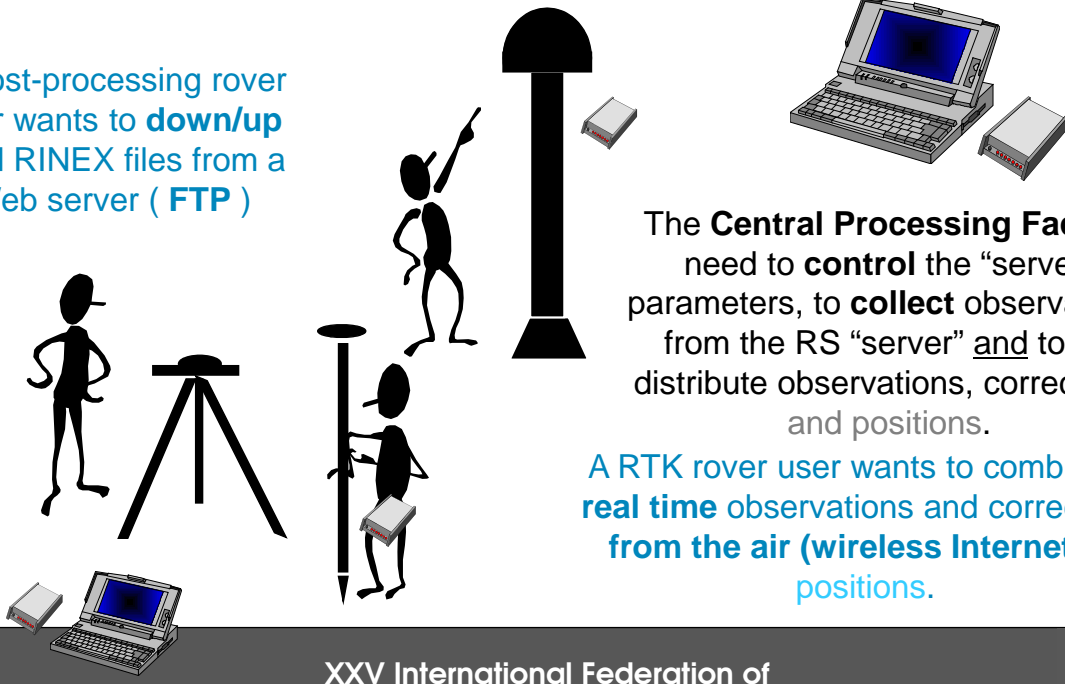 ost-processing rover
r wants to down/up
d RINEX files from a
eb server ( FTP )
The Central Processing Fac
need to control the “serve
parameters, to collect observa
from the RS “server” and to
distribute observations, correc
and positions.
A RTK rover user wants to comb
real time observations and corre
from the air (wireless Internet
positions.
XXV International Federation of